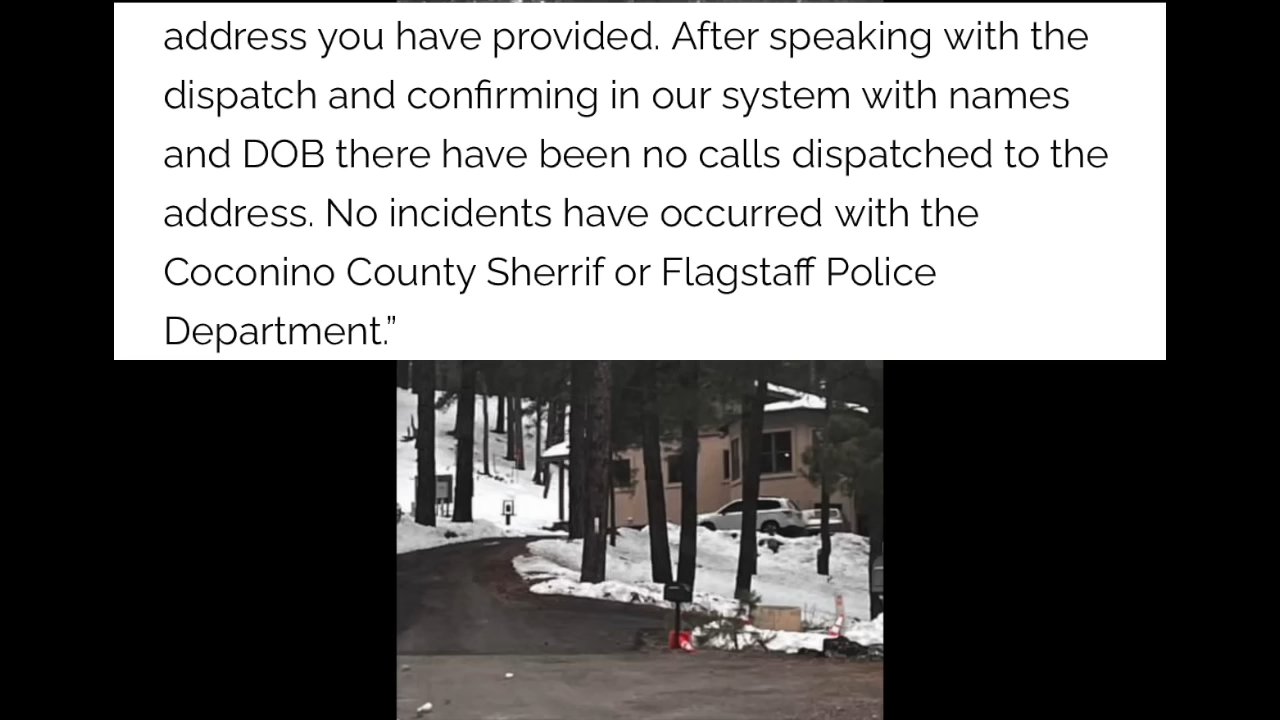 address you have provided. After speaking with the
dispatch and confirming in our system with names
and DOB there have been no calls dispatched to the
address. No incidents have occurred with the
Coconino County Sherrif or Flagstaff Police
Department.”